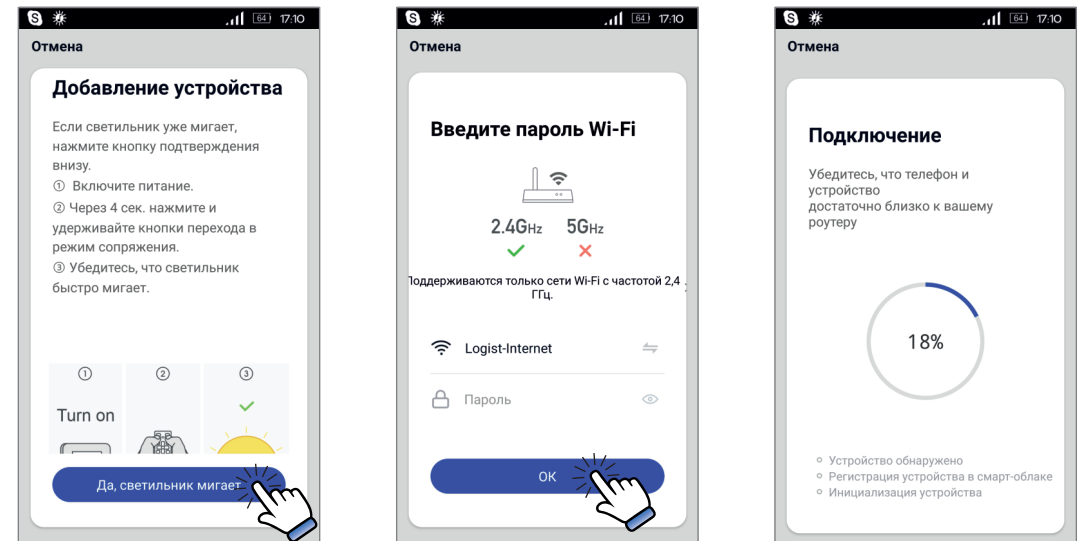 64 17:10
Отмена
Добавление устройства
Если светильник уже мигает,
нажмите кнопку подтверждения
внизу.
① Включите питание.
② Через 4 сек. нажмите и
удерживайте кнопки перехода в
режим сопряжения.
③ Убедитесь, что светильник
быстро мигает.
① ② ③
Turn on
Да, светильник мигает
64 17:10
Отмена
Введите пароль Wi-Fi
2.4GHz 5GHz
Поддерживаются только сети Wi-Fi с частотой 2,4
ГГц.
Logist-Internet
Пароль
ОК
64 17:10
Отмена
Подключение
Убедитесь, что телефон и
устройство
достаточно близко к вашему
роутеру
18%
Устройство обнаружено
Регистрация устройства в смарт-облаке
Инициализация устройства